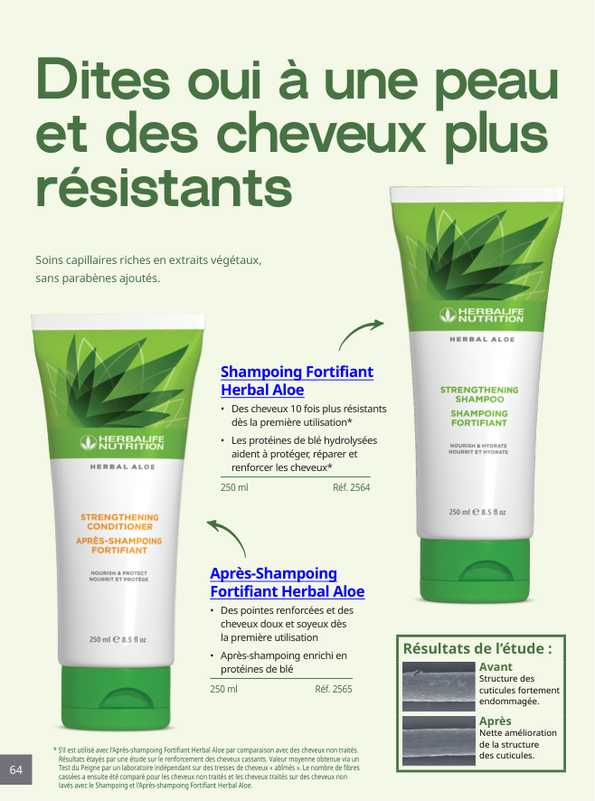 Dites oui à une peau
et des cheveux plus
résistants
Soins capillaires riches en extraits végétaux,
sans parabènes ajoutés.
HERBALIFE
NUTRITION
HERBAL ALOE
STRENGTHENING
SHAMPOO
SHAMPOING
FORTIFIANT
NOURISH & HYDRATE
NOURRIT ET HYDRATE
250 ml ℮ 8.5 fl oz
Shampoing Fortifiant
Herbal Aloe
• Des cheveux 10 fois plus résistants
dès la première utilisation*
• Les protéines de blé hydrolysées
aident à protéger, réparer et
renforcer les cheveux*
250 ml Réf. 2564
HERBALIFE
NUTRITION
HERBAL ALOE
STRENGTHENING
CONDITIONER
APRÈS-SHAMPOING
FORTIFIANT
NOURISH & PROTECT
NOURRIT ET PROTÈGE
250 ml ℮ 8.5 fl oz
Après-Shampoing
Fortifiant Herbal Aloe
• Des pointes renforcées et des
cheveux doux et soyeux dès
la première utilisation
• Après-shampoing enrichi en
protéines de blé
250 ml Réf. 2565
Résultats de l'étude :
Avant
Structure des
cuticules fortement
endommagée.
Après
Nette amélioration
de la structure
des cuticules.
* S'il est utilisé avec l'Après-shampoing Fortifiant Herbal Aloe par comparaison avec des cheveux non traités.
Résultats étayés par une étude sur le renforcement des cheveux cassants. Valeur moyenne obtenue via un
Test du Peigne par un laboratoire indépendant sur des tresses de cheveux « abîmés ». Le nombre de fibres
cassées a ensuite été comparé pour les cheveux non traités et les cheveux traités sur des cheveux non
lavés avec le Shampoing et l'Après-shampoing Fortifiant Herbal Aloe.
64